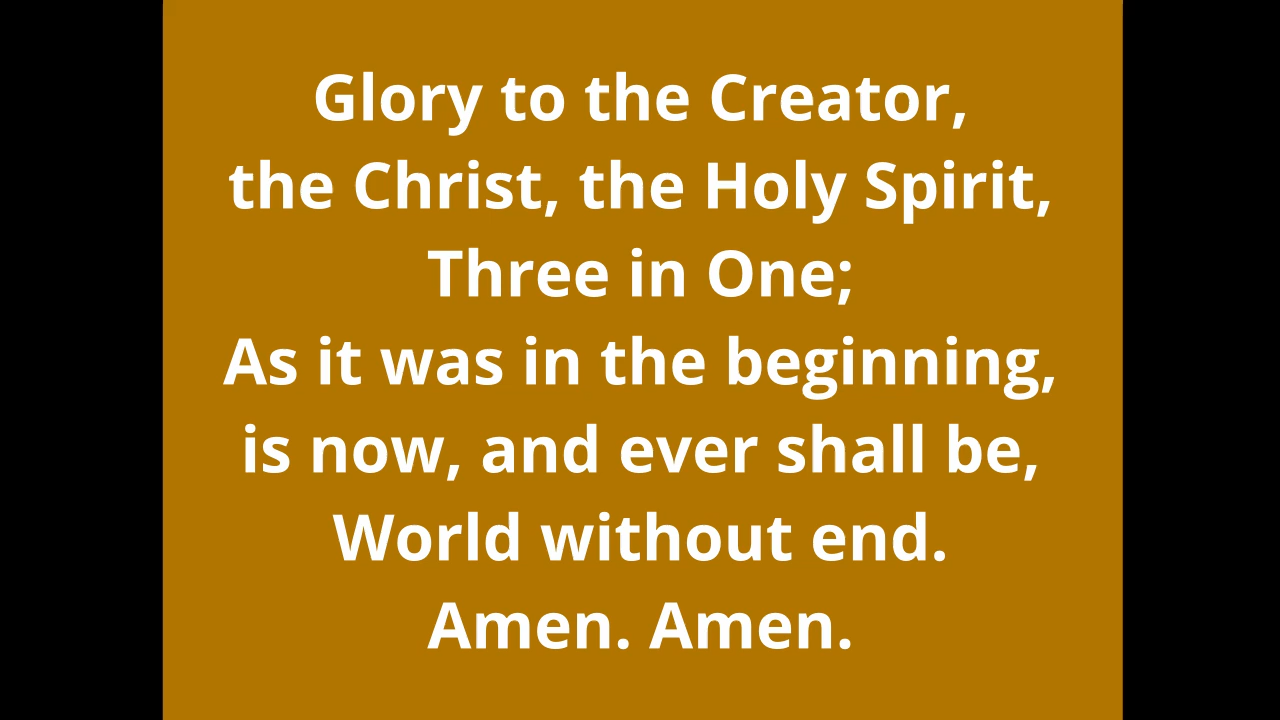 Glory to the Creator,
the Christ, the Holy Spirit,
Three in One;
As it was in the beginning,
is now, and ever shall be,
World without end.
Amen. Amen.